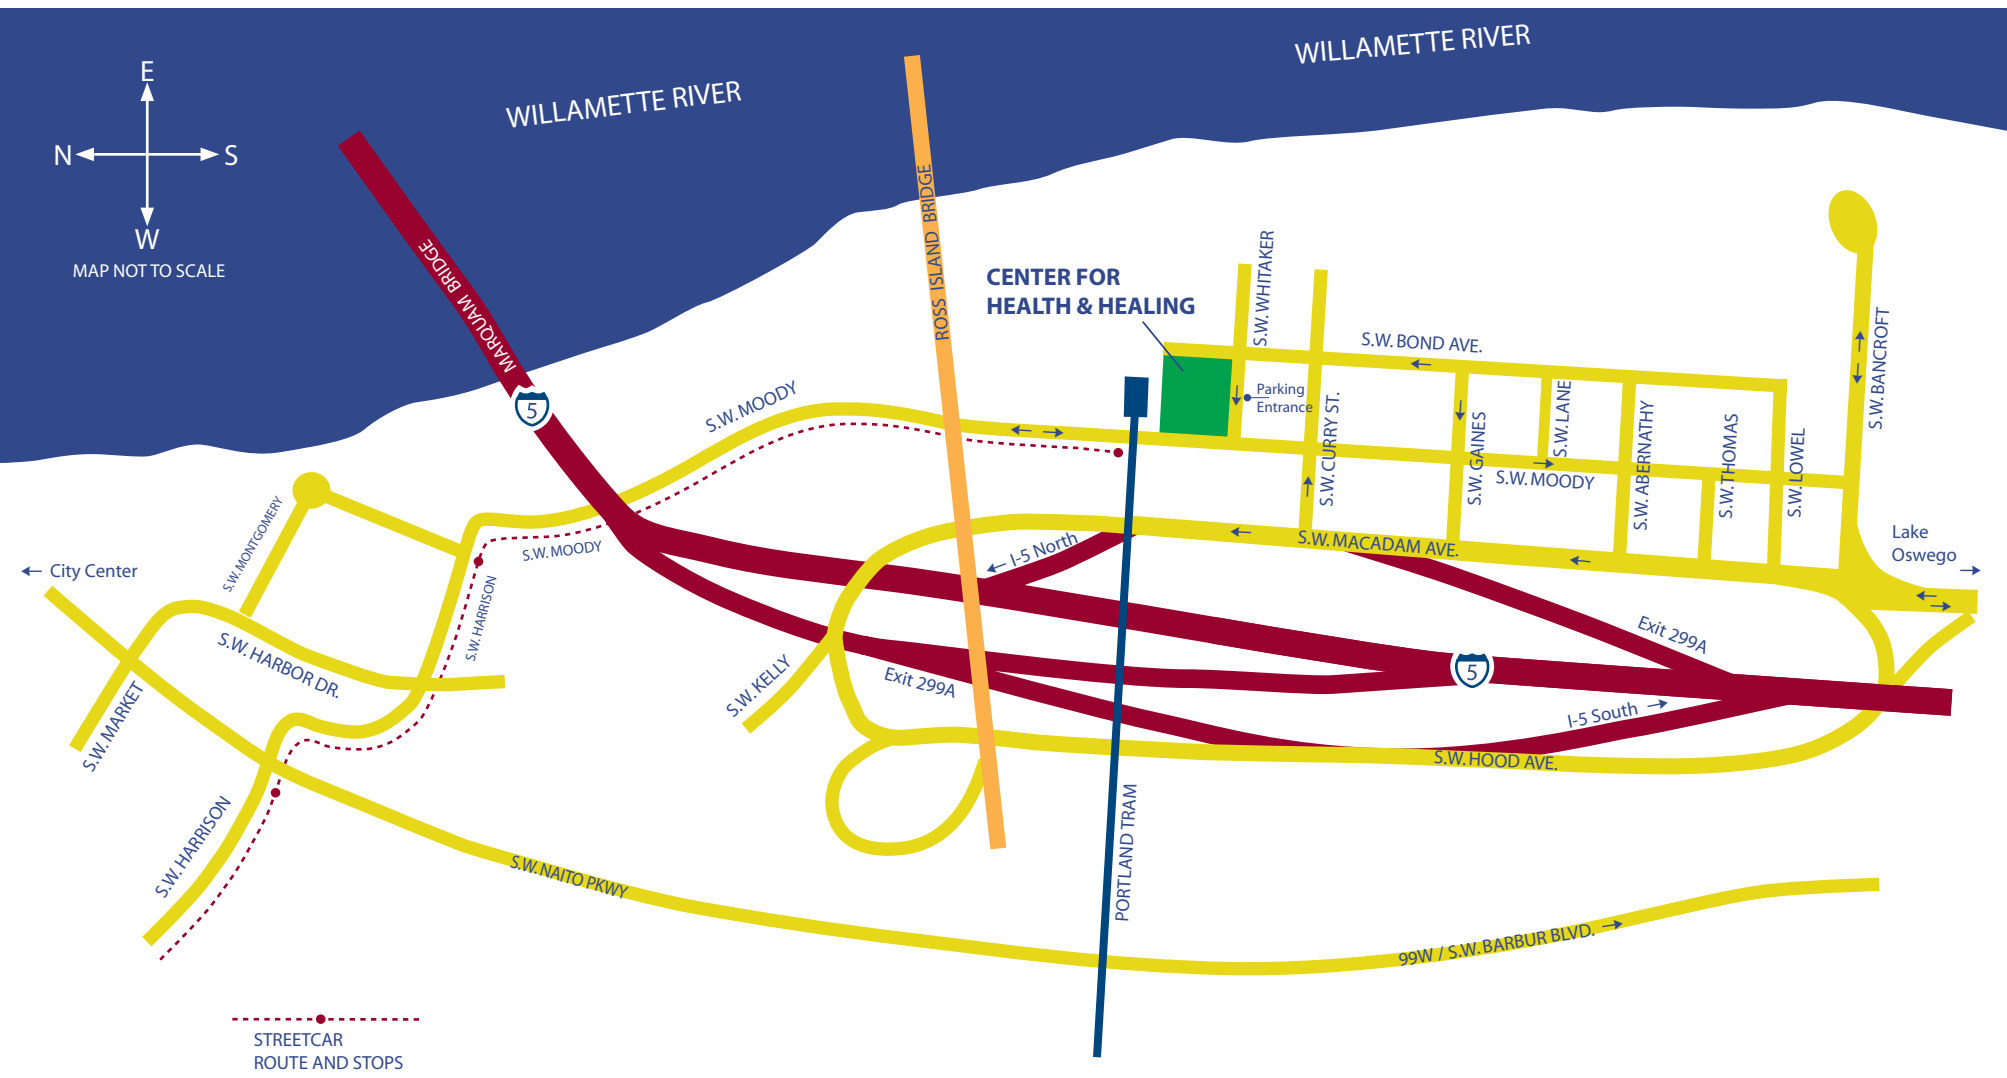 WILLAMETTE RIVER
WILLAMETTE RIVER
E
N
S
W
MAP NOT TO SCALE
MARQUAM BRIDGE
ROSS ISLAND BRIDGE
CENTER FOR
HEALTH & HEALING
S.W. WHITAKER
S.W. BOND AVE.
S.W. BANCROFT
Parking
Entrance
S.W. MOODY
5
S.W. CURRY ST.
S.W. GAINES
S.W. LANE
S.W. ABERNATHY
S.W. THOMAS
S.W. LOWEL
S.W. MOODY
S.W. MONTGOMERY
S.W. MOODY
I-5 North
S.W. MACADAM AVE.
Lake
Oswego
City Center
S.W. HARRISON
S.W. HARBOR DR.
S.W. MARKET
S.W. KELLY
Exit 299A
Exit 299A
5
I-5 South
S.W. HOOD AVE.
S.W. HARRISON
S.W. NAITO PKWY
PORTLAND TRAM
99W / S.W. BARBUR BLVD.
STREETCAR
ROUTE AND STOPS